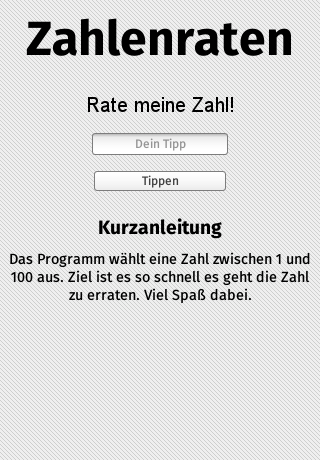 Zahlenraten
Rate meine Zahl!
Dein Tipp
Tippen
Kurzanleitung
Das Programm wählt eine Zahl zwischen 1 und
100 aus. Ziel ist es so schnell es geht die Zahl
zu erraten. Viel Spaß dabei.